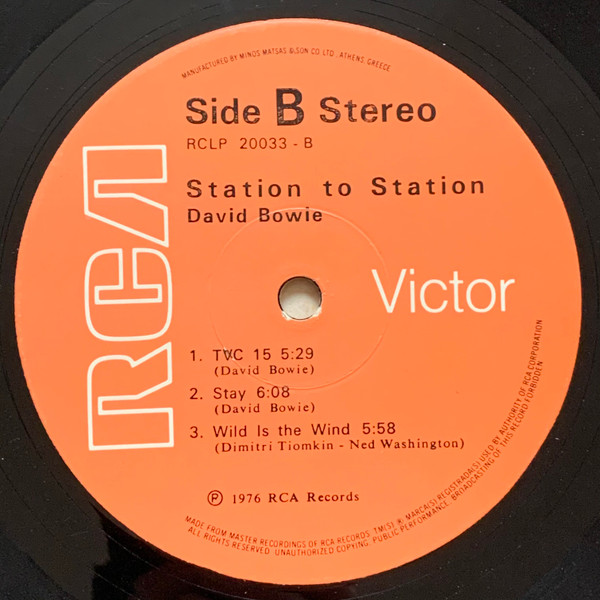 MANUFACTURED BY MINOS MATSAS & SON CO LTD., ATHENS, GREECE
Side B Stereo
RCLP 20033 - B
Station to Station
David Bowie
RCA
Victor
1. TVC 15 5:29
(David Bowie)
2. Stay 6:08
(David Bowie)
3. Wild Is the Wind 5:58
(Dimitri Tiomkin - Ned Washington)
℗ 1976 RCA Records
MADE FROM MASTER RECORDINGS OF RCA RECORDS. TM(S) ® MARCA(S) REGISTRADA(S) USED BY AUTHORITY OF RCA CORPORATION
ALL RIGHTS RESERVED. UNAUTHORIZED COPYING, PUBLIC PERFORMANCE, BROADCASTING OF THIS RECORD FORBIDDEN